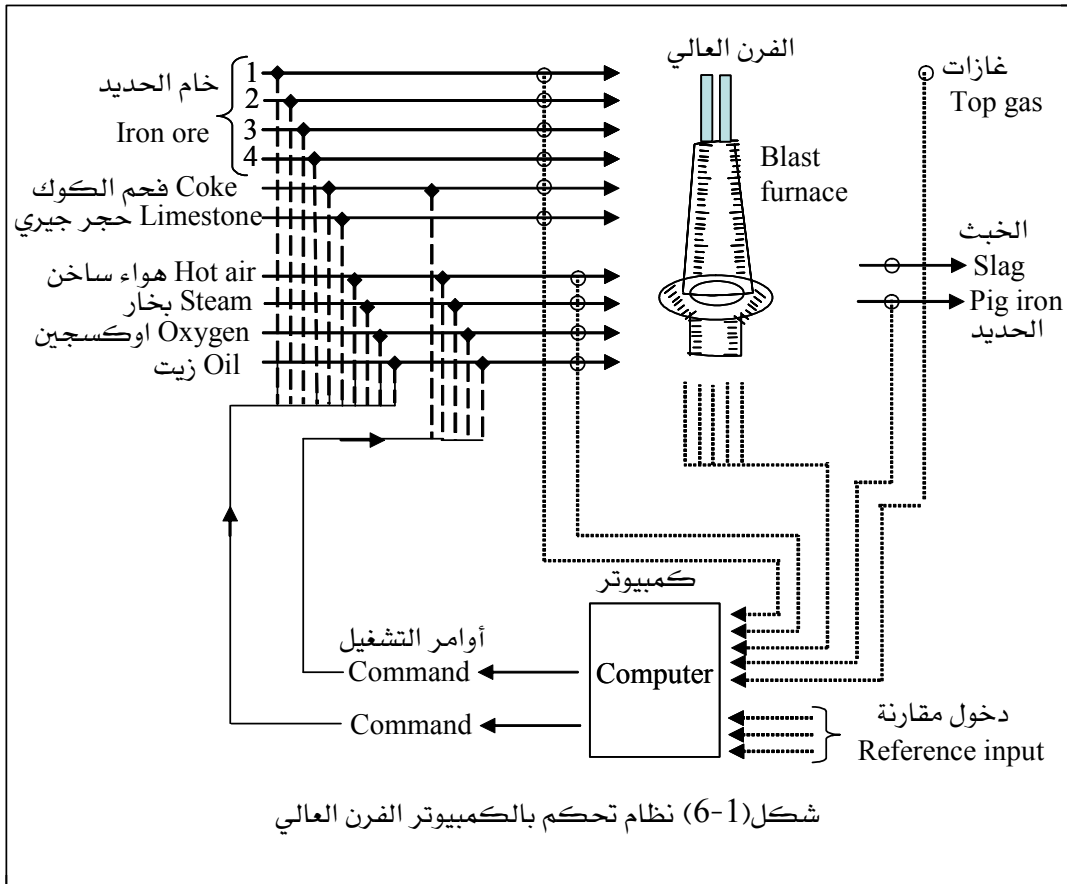 الفرن العالي
غازات
Top gas
خام الحديد
Iron ore
1
2
3
4
Blast
furnace
فحم الكوك Coke
حجر جيري Limestone
هواء ساخن Hot air
بخار Steam
اوكسجين Oxygen
زيت Oil
الخبث
Slag
Pig iron
الحديد
كمبيوتر
أوامر التشغيل
Command
Computer
Command
دخول مقارنة
Reference input
شكل(1-6) نظام تحكم بالكمبيوتر الفرن العالي